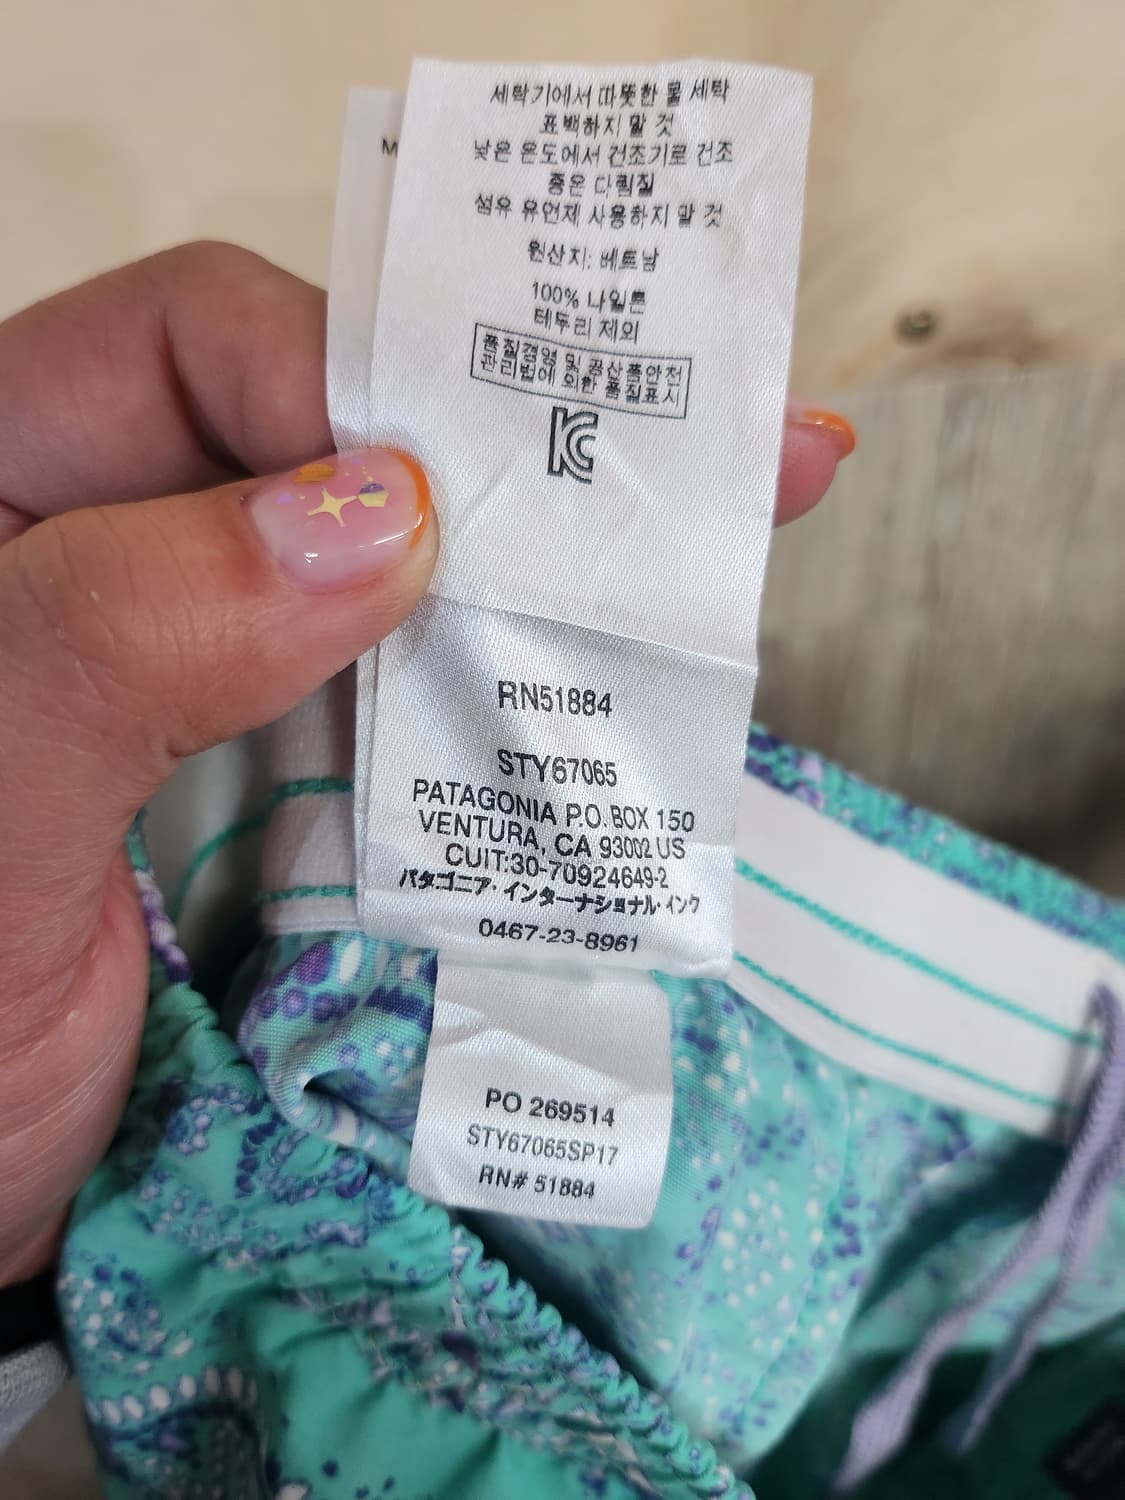 세탁기에서 따뜻한 물 세탁
표백하지 말 것
낮은 온도에서 건조기로 건조
중온 다림질
섬유 유연제 사용하지 말 것
원산지: 베트남
100% 나일론
테두리 제외
품질경영 및 공산품안전
관리법에 의한 품질표시
KC
M
RN51884
STY67065
PATAGONIA P.O. BOX 150
VENTURA, CA 93002 US
CUIT:30-70924649-2
パタゴニア・インターナショナル・インク
0467-23-8961
PO 269514
STY67065SP17
RN# 51884